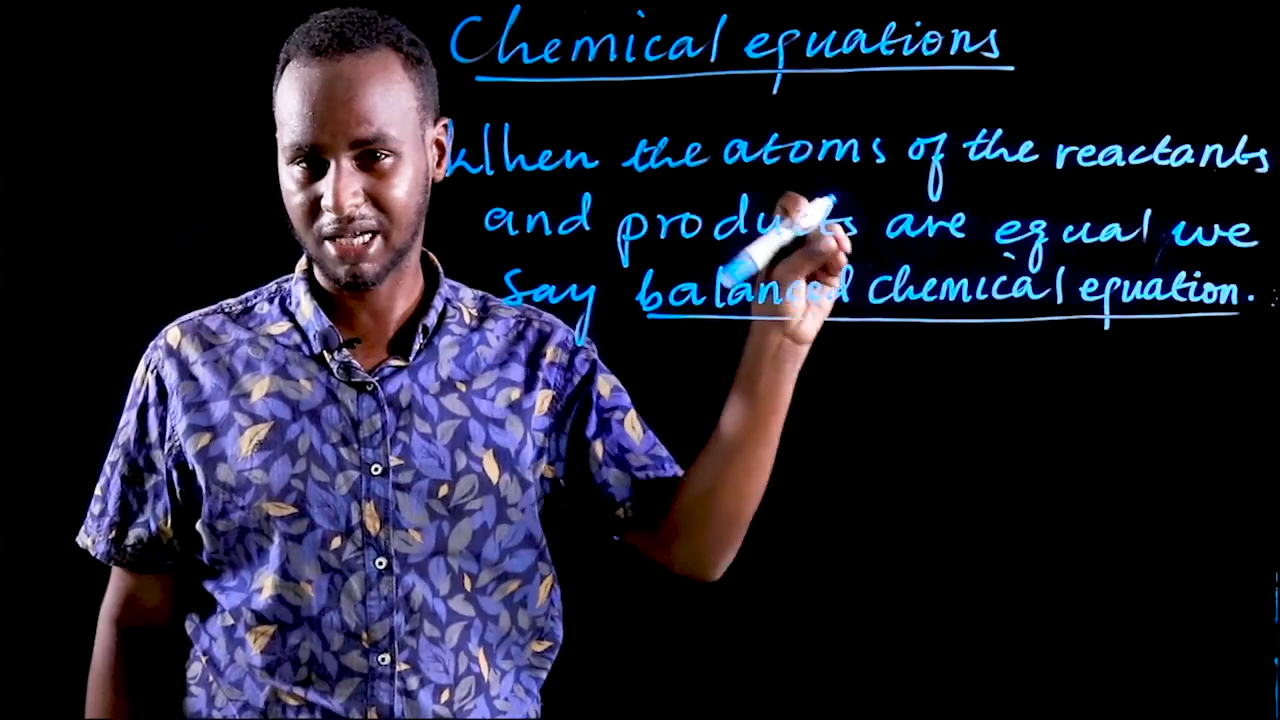 Chemical equations
When the atoms of the reactants
and products are equal we
say balanced chemical equation.